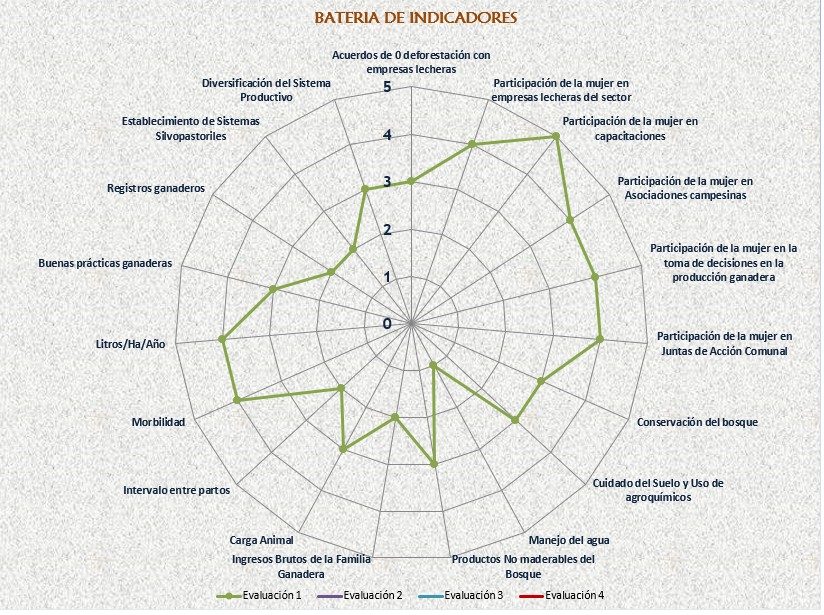 BATERIA DE INDICADORES
Acuerdos de 0 deforestación con
empresas lecheras
Participación de la mujer en
empresas lecheras del sector
Participación de la mujer en
capacitaciones
Participación de la mujer en
Asociaciones campesinas
Participación de la mujer en la
toma de decisiones en la
producción ganadera
Participación de la mujer en
Juntas de Acción Comunal
Conservación del bosque
Cuidado del Suelo y Uso de
agroquímicos
Manejo del agua
Productos No maderables del
Bosque
Ingresos Brutos de la Familia
Ganadera
Carga Animal
Intervalo entre partos
Morbilidad
Litros/Ha/Año
Buenas prácticas ganaderas
Registros ganaderos
Establecimiento de Sistemas
Silvopastoriles
Diversificación del Sistema
Productivo
5
4
3
2
1
0
Evaluación 1
Evaluación 2
Evaluación 3
Evaluación 4